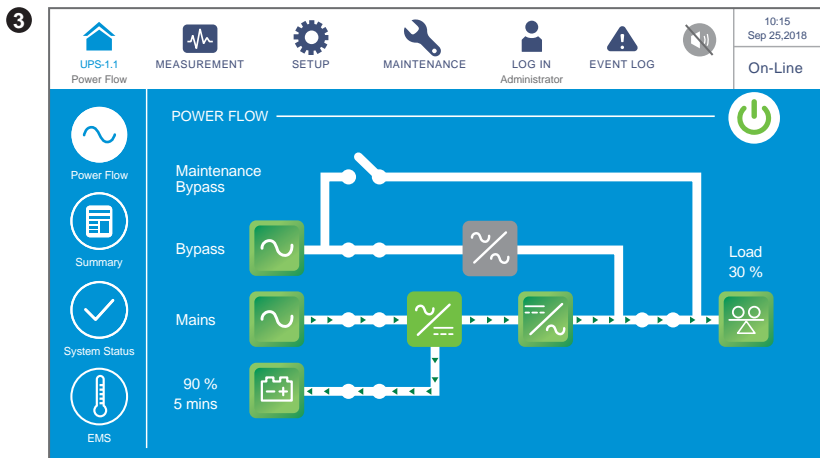 3
UPS-1.1
Power Flow
MEASUREMENT
SETUP
MAINTENANCE
LOG IN
Administrator
EVENT LOG
10:15
Sep 25,2018
On-Line
Power Flow
Summary
System Status
EMS
POWER FLOW
Maintenance
Bypass
Bypass
Mains
90 %
5 mins
Load
30 %